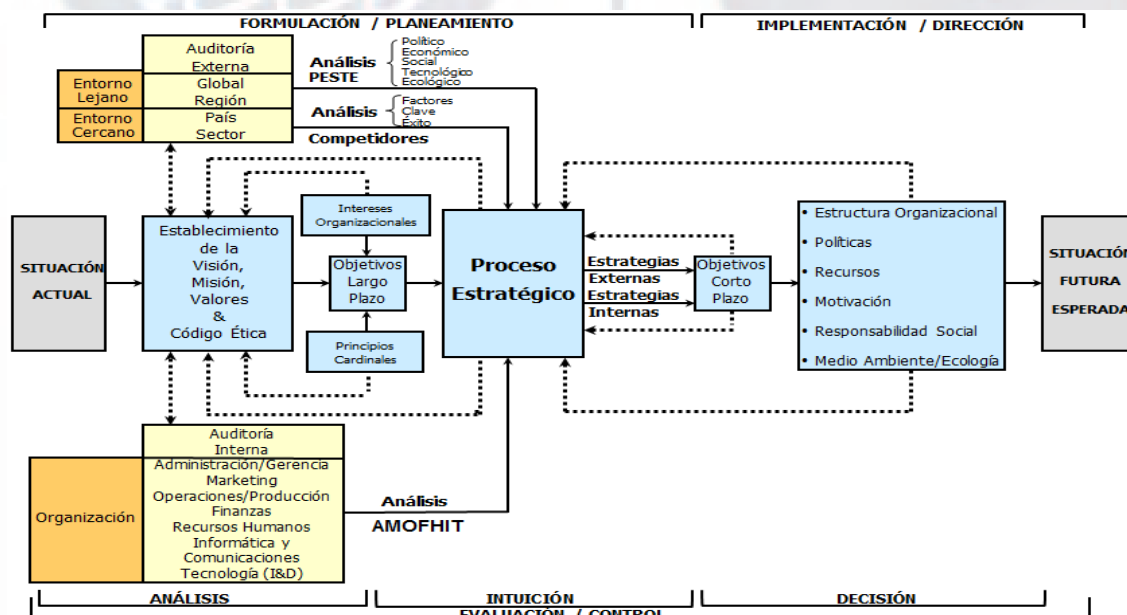 FORMULACIÓN / PLANEAMIENTO
IMPLEMENTACIÓN / DIRECCIÓN
Auditoría
Externa
Entorno
Lejano
Global
Región
Entorno
Cercano
País
Sector
Análisis
PESTE
Político
Económico
Social
Tecnológico
Ecológico
Análisis
Competidores
Factores
Clave
Éxito
SITUACIÓN
ACTUAL
Establecimiento
de la
Visión,
Misión,
Valores
&
Código Ética
Intereses
Organizacionales
Objetivos
Largo
Plazo
Principios
Cardinales
Proceso
Estratégico
Estrategias
Externas
Estrategias
Internas
Objetivos
Corto
Plazo
• Estructura Organizacional
• Políticas
• Recursos
• Motivación
• Responsabilidad Social
• Medio Ambiente/Ecología
SITUACIÓN
FUTURA
ESPERADA
Organización
Auditoría
Interna
Administración/Gerencia
Marketing
Operaciones/Producción
Finanzas
Recursos Humanos
Informática y
Comunicaciones
Tecnología (I&D)
Análisis
AMOFHIT
ANÁLISIS
INTUICIÓN
DECISIÓN
EVALUACIÓN / CONTROL